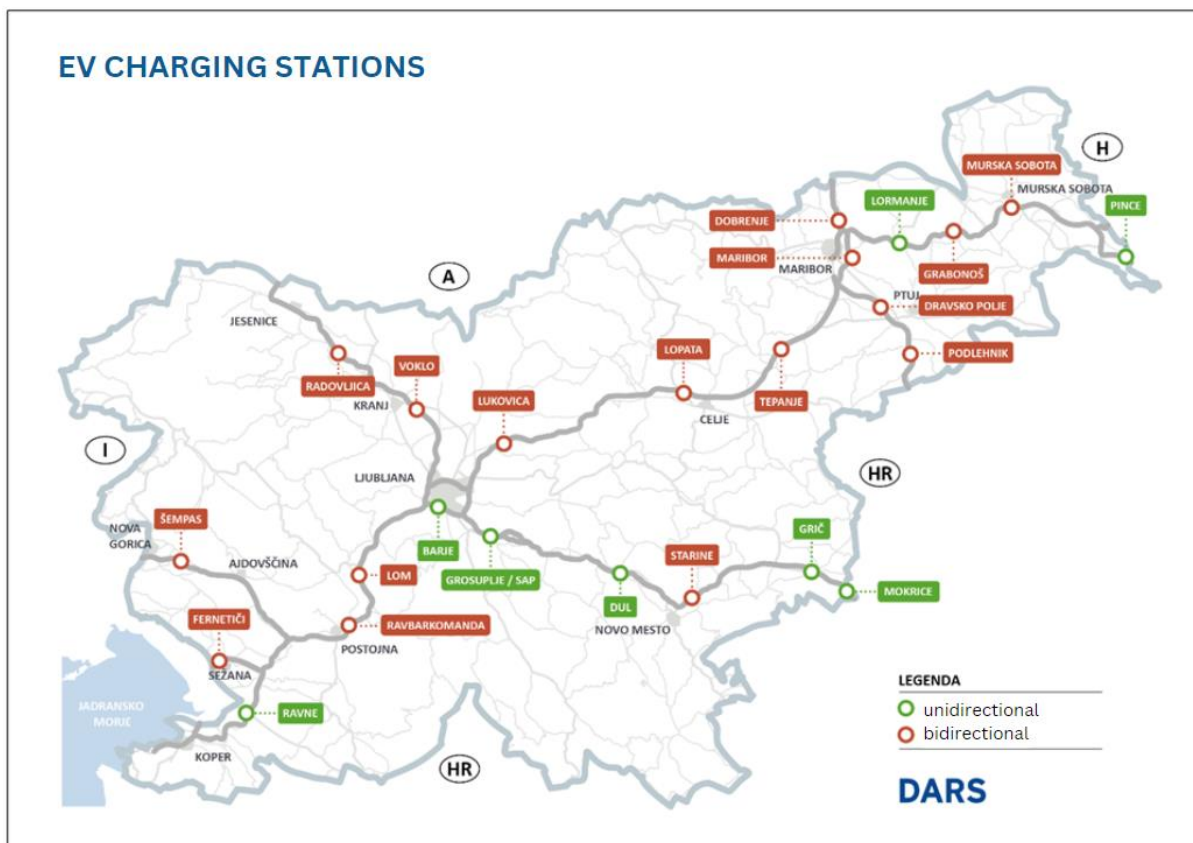 EV CHARGING STATIONS
H
MURSKA SOBOTA
MURSKA SOBOTA
LORMANJE
PINCE
DOBRENJE
MARIBOR
MARIBOR
GRABONOŠ
A
PTUJ
DRAVSKO POLJE
JESENICE
LOPATA
PODLEHNIK
VOKLO
RADOVLJICA
KRANJ
LUKOVICA
TEPANJE
CELJE
I
LJUBLJANA
HR
NOVA
GORICA
ŠEMPAS
GRIČ
AJDOVŠČINA
BARJE
STARINE
LOM
GROSUPLJE / SAP
MOKRICE
DUL
FERNETIČI
RAVBARKOMANDA
NOVO MESTO
POSTOJNA
SEŽANA
LEGENDA
JADRANSKO
MORJE
RAVNE
unidirectional
bidirectional
KOPER
HR
DARS